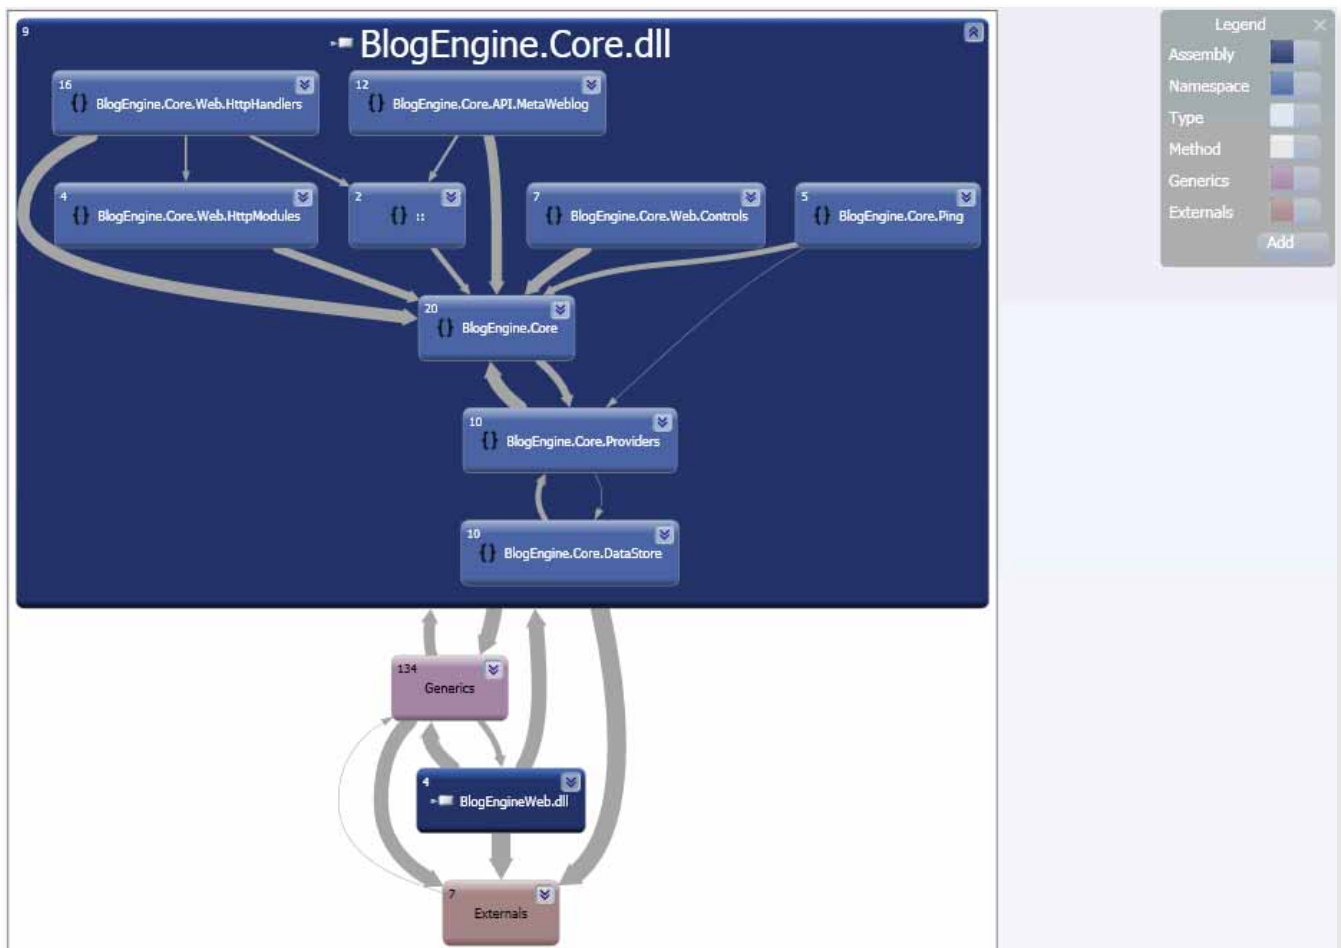 9
BlogEngine.Core.dll
16
{} BlogEngine.Core.Web.HttpHandlers
12
{} BlogEngine.Core.API.MetaWeblog
4
{} BlogEngine.Core.Web.HttpModules
2
{} ::
7
{} BlogEngine.Core.Web.Controls
5
{} BlogEngine.Core.Ping
20
{} BlogEngine.Core
10
{} BlogEngine.Core.Providers
10
{} BlogEngine.Core.DataStore
134
Generics
4
BlogEngineWeb.dll
7
Externals
Legend
Assembly
Namespace
Type
Method
Generics
Externals
Add